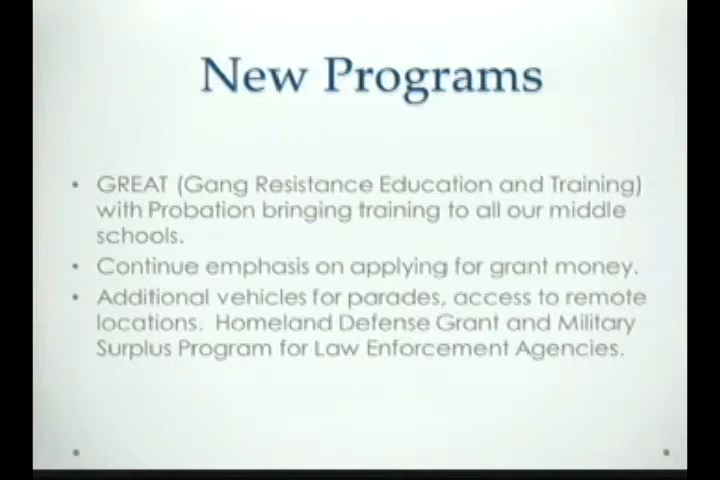 New Programs
• GREAT (Gang Resistance Education and Training)
with Probation bringing training to all our middle
schools.
• Continue emphasis on applying for grant money.
• Additional vehicles for parades, access to remote
locations.  Homeland Defense Grant and Military
Surplus Program for Law Enforcement Agencies.